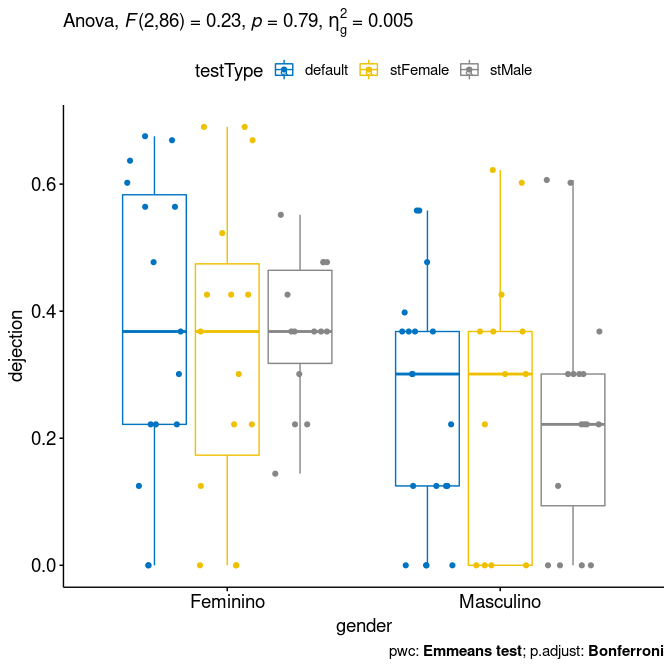 Anova, F(2,86) = 0.23, p = 0.79, η²g = 0.005
testType default stFemale stMale
0.6
0.4
0.2
0.0
dejection
Feminino Masculino
gender
pwc: Emmeans test; p.adjust: Bonferroni